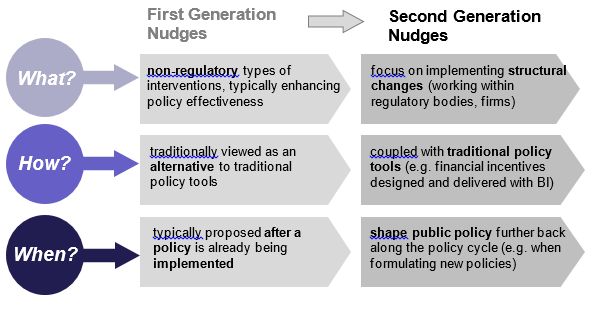 First Generation
Nudges
Second Generation
Nudges
What?
non-regulatory types of
interventions, typically enhancing
policy effectiveness
focus on implementing structural
changes (working within
regulatory bodies, firms)
How?
traditionally viewed as an
alternative to traditional
policy tools
coupled with traditional policy
tools (e.g. financial incentives
designed and delivered with BI)
When?
typically proposed after a
policy is already being
implemented
shape public policy further back
along the policy cycle (e.g. when
formulating new policies)